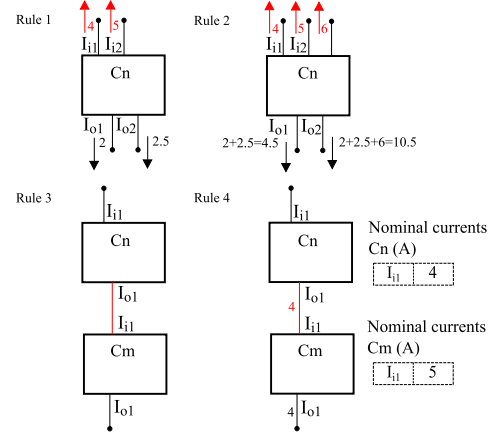 Rule 1
4
5
Ii1
Ii2
Cn
Io1
Io2
2
2.5
Rule 2
4
5
6
Ii1
Ii2
Cn
Io1
Io2
2+2.5=4.5
2+2.5+6=10.5
Rule 3
Ii1
Cn
Io1
Ii1
Cm
Io1
Rule 4
Ii1
Cn
Io1
4
Ii1
Cm
4
Io1
Nominal currents
Cn (A)
Ii1 4
Nominal currents
Cm (A)
Ii1 5